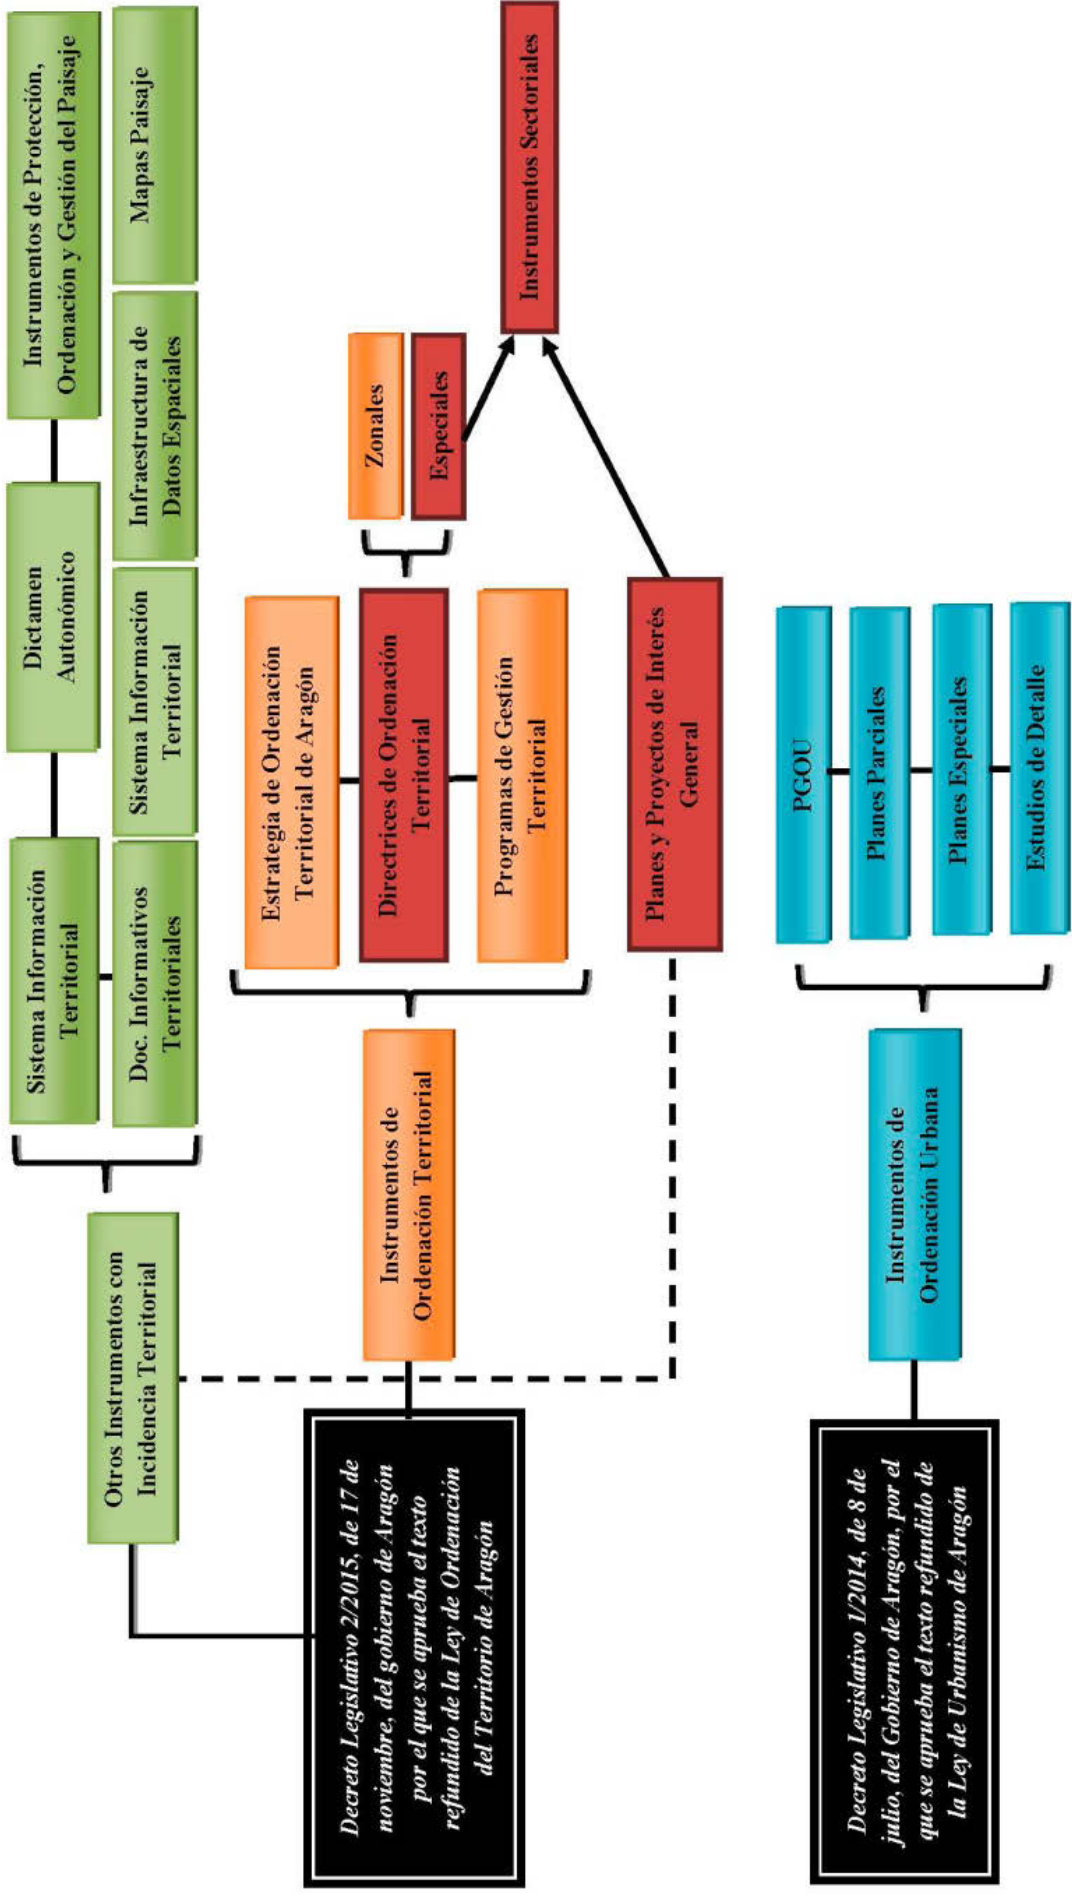 Sistema Información
Territorial
Dictamen
Autonómico
Instrumentos de Protección,
Ordenación y Gestión del Paisaje
Doc. Informativos
Territoriales
Sistema Información
Territorial
Infraestructura de
Datos Espaciales
Mapas Paisaje
Otros Instrumentos con
Incidencia Territorial
Decreto Legislativo 2/2015, de 17 de
noviembre, del gobierno de Aragón
por el que se aprueba el texto
refundido de la Ley de Ordenación
del Territorio de Aragón
Instrumentos de
Ordenación Territorial
Estrategia de Ordenación
Territorial de Aragón
Directrices de Ordenación
Territorial
Programas de Gestión
Territorial
Zonales
Especiales
Instrumentos Sectoriales
Planes y Proyectos de Interés
General
Decreto Legislativo 1/2014, de 8 de
julio, del Gobierno de Aragón, por el
que se aprueba el texto refundido de
la Ley de Urbanismo de Aragón
Instrumentos de
Ordenación Urbana
PGOU
Planes Parciales
Planes Especiales
Estudios de Detalle